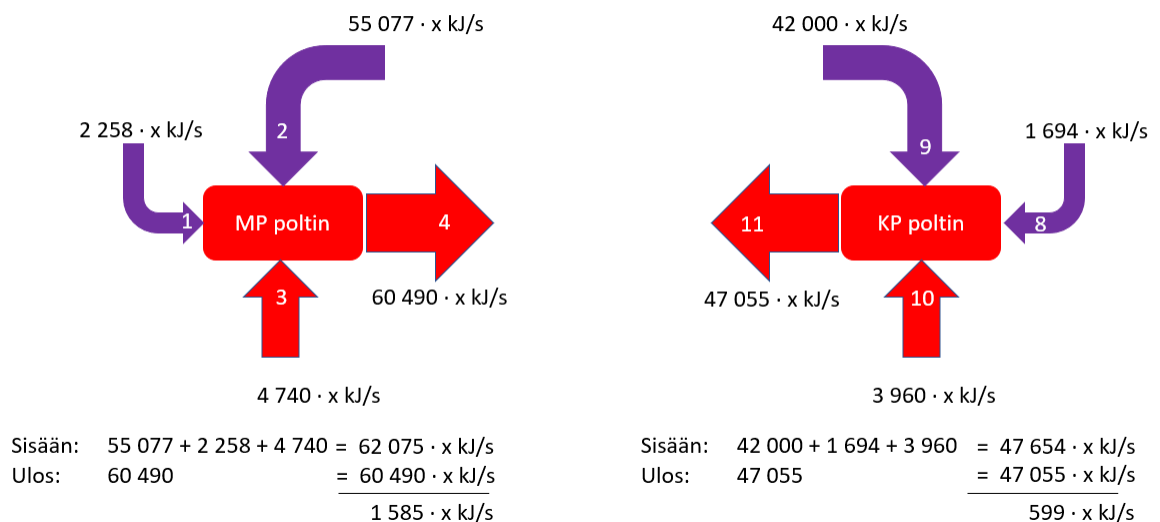 55 077 · x kJ/s
2 258 · x kJ/s
2
1
MP poltin
4
3
60 490 · x kJ/s
4 740 · x kJ/s
Sisään: 55 077 + 2 258 + 4 740 = 62 075 · x kJ/s
Ulos: 60 490 = 60 490 · x kJ/s
1 585 · x kJ/s
42 000 · x kJ/s
1 694 · x kJ/s
9
11
KP poltin
8
10
47 055 · x kJ/s
3 960 · x kJ/s
Sisään: 42 000 + 1 694 + 3 960 = 47 654 · x kJ/s
Ulos: 47 055 = 47 055 · x kJ/s
599 · x kJ/s